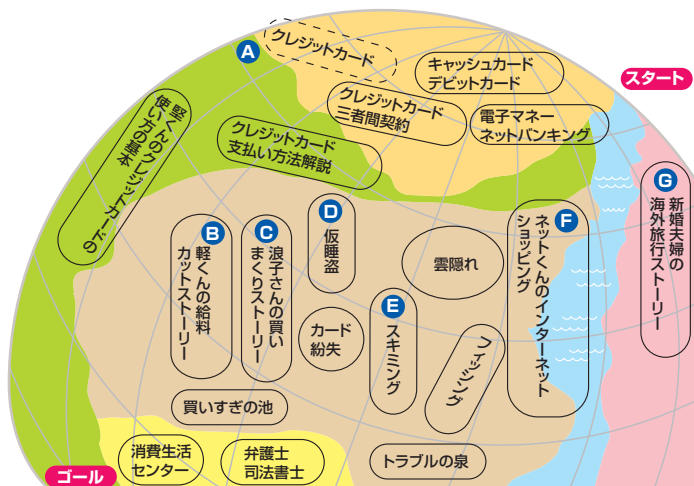 A
クレジットカード
キャッシュカード
デビットカード
スタート
クレジットカード
三者間契約
電子マネー
ネットバンキング
クレジットカード
支払い方法解説
堅くんのクレジットカードの
使い方の基本
G
新婚夫婦の
海外旅行ストーリー
F
ネットくんのインターネット
ショッピング
D
仮睡盗
C
浪子さんの買い
まくりストーリー
B
軽くんの給料
カットストーリー
雲隠れ
E
スキミング
カード
紛失
フィッシング
買いすぎの池
消費生活
センター
弁護士
司法書士
トラブルの泉
ゴール